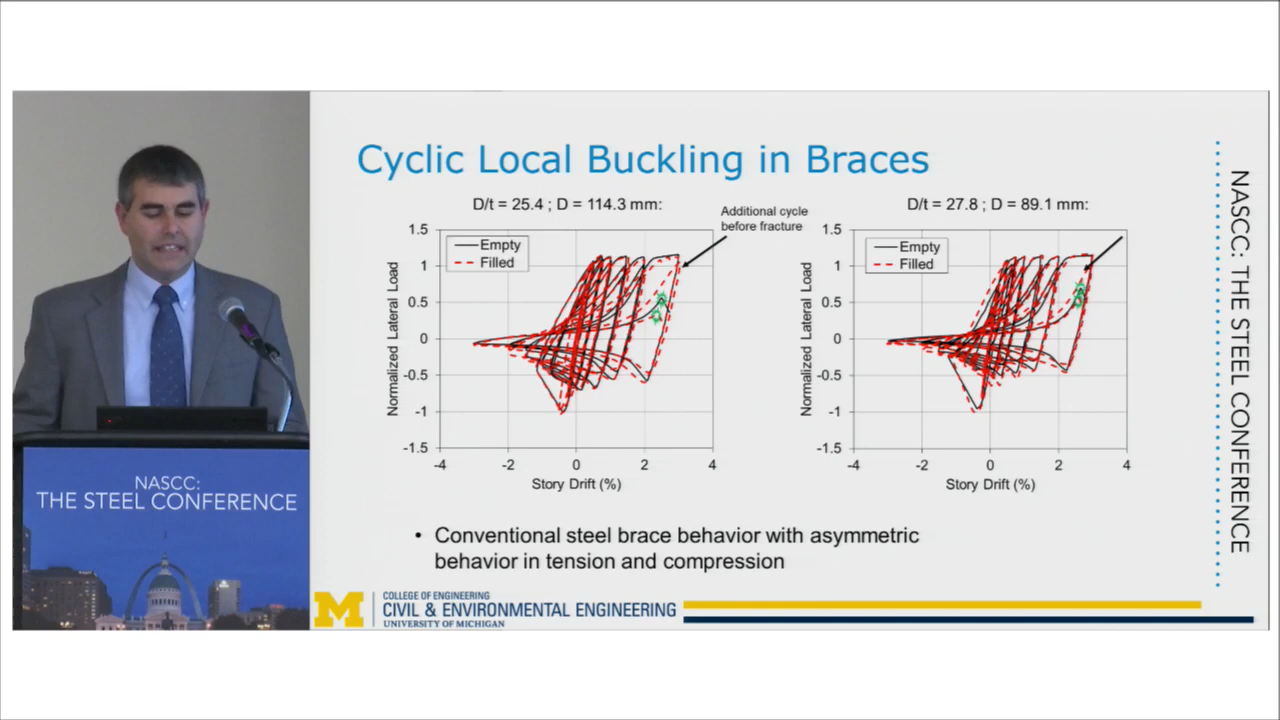 Cyclic Local Buckling in Braces
D/t = 25.4 ; D = 114.3 mm:
Additional cycle
before fracture
D/t = 27.8 ; D = 89.1 mm:
Normalized Lateral Load
1.5
1
0.5
0
-0.5
-1
-1.5
Empty
Filled
-4
-2
0
2
4
Story Drift (%)
Normalized Lateral Load
1.5
1
0.5
0
-0.5
-1
-1.5
Empty
Filled
-4
-2
0
2
4
Story Drift (%)
• Conventional steel brace behavior with asymmetric
behavior in tension and compression
M
COLLEGE OF ENGINEERING
CIVIL & ENVIRONMENTAL ENGINEERING
UNIVERSITY OF MICHIGAN
NASCC: THE STEEL CONFERENCE
NASCC:
THE STEEL CONFERENCE